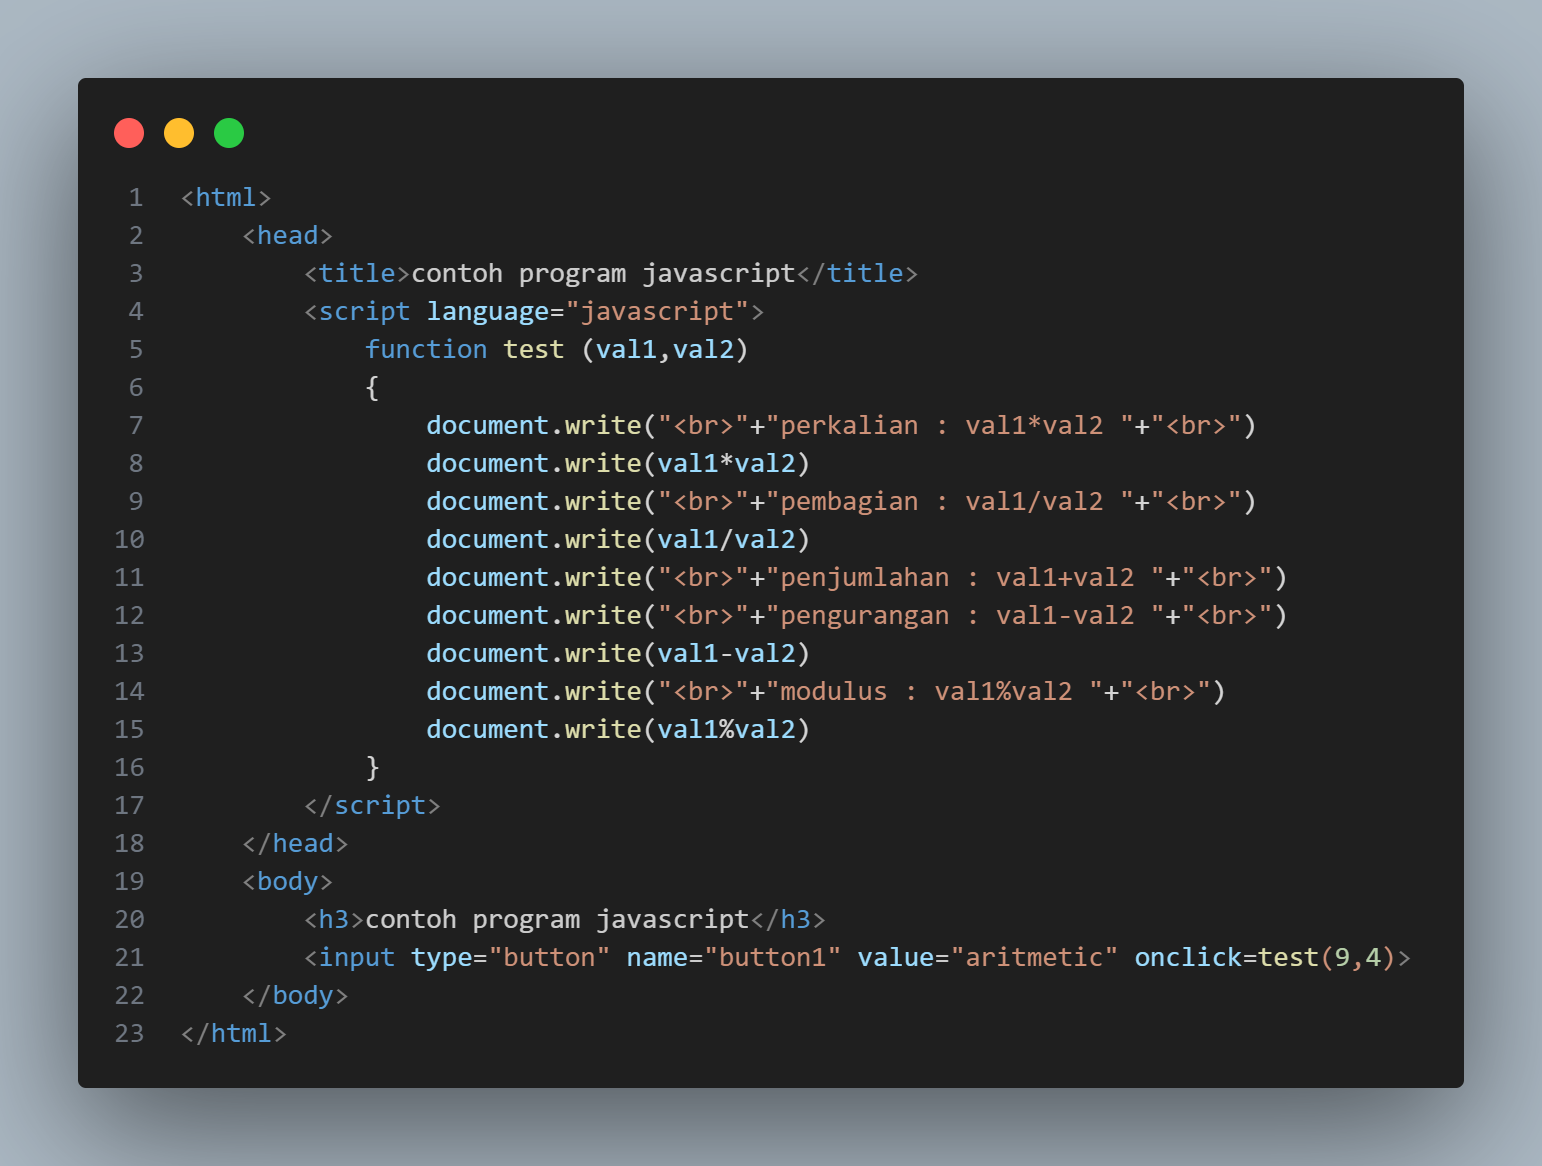 1 <html>
2     <head>
3         <title>contoh program javascript</title>
4         <script language="javascript">
5             function test (val1,val2)
6             {
7                 document.write("<br>"+"perkalian : val1*val2 "+"<br>")
8                 document.write(val1*val2)
9                 document.write("<br>"+"pembagian : val1/val2 "+"<br>")
10                 document.write(val1/val2)
11                 document.write("<br>"+"penjumlahan : val1+val2 "+"<br>")
12                 document.write("<br>"+"pengurangan : val1-val2 "+"<br>")
13                 document.write(val1-val2)
14                 document.write("<br>"+"modulus : val1%val2 "+"<br>")
15                 document.write(val1%val2)
16             }
17         </script>
18     </head>
19     <body>
20         <h3>contoh program javascript</h3>
21         <input type="button" name="button1" value="aritmetic" onclick=test(9,4)>
22     </body>
23 </html>